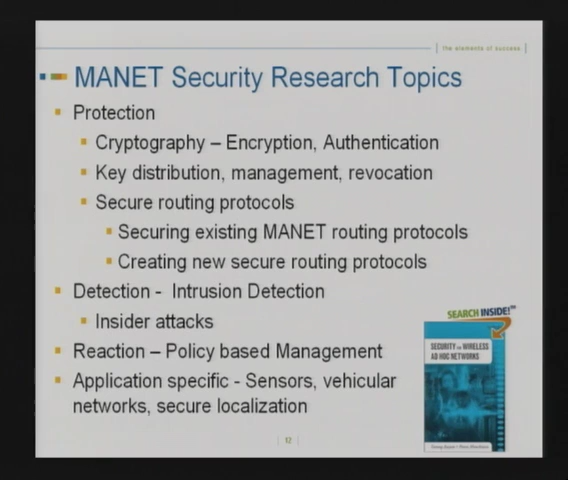 the elements of success
MANET Security Research Topics
Protection
Cryptography – Encryption, Authentication
Key distribution, management, revocation
Secure routing protocols
Securing existing MANET routing protocols
Creating new secure routing protocols
Detection - Intrusion Detection
Insider attacks
Reaction – Policy based Management
Application specific - Sensors, vehicular
networks, secure localization
SEARCH INSIDE!™
SECURITY FOR WIRELESS
AD HOC NETWORKS
12